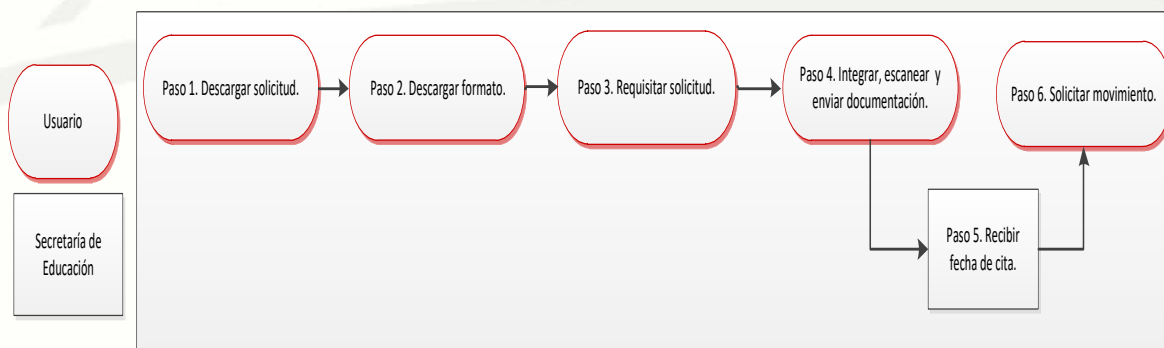 Usuario
Secretaría de
Educación
Paso 1. Descargar solicitud.
Paso 2. Descargar formato.
Paso 3. Requisitar solicitud.
Paso 4. Integrar, escanear y
enviar documentación.
Paso 5. Recibir
fecha de cita.
Paso 6. Solicitar movimiento.